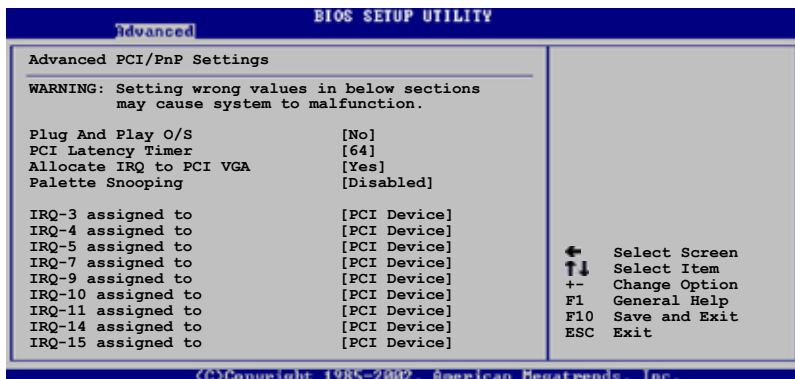 BIOS SETUP UTILITY
Advanced
Advanced PCI/PnP Settings
WARNING: Setting wrong values in below sections
may cause system to malfunction.
Plug And Play O/S [No]
PCI Latency Timer [64]
Allocate IRQ to PCI VGA [Yes]
Palette Snooping [Disabled]
IRQ-3 assigned to [PCI Device]
IRQ-4 assigned to [PCI Device]
IRQ-5 assigned to [PCI Device]
IRQ-7 assigned to [PCI Device]
IRQ-9 assigned to [PCI Device]
IRQ-10 assigned to [PCI Device]
IRQ-11 assigned to [PCI Device]
IRQ-14 assigned to [PCI Device]
IRQ-15 assigned to [PCI Device]
← Select Screen
↑↓ Select Item
+- Change Option
F1 General Help
F10 Save and Exit
ESC Exit
(C)Copyright 1985-2002, American Megatrends, Inc.